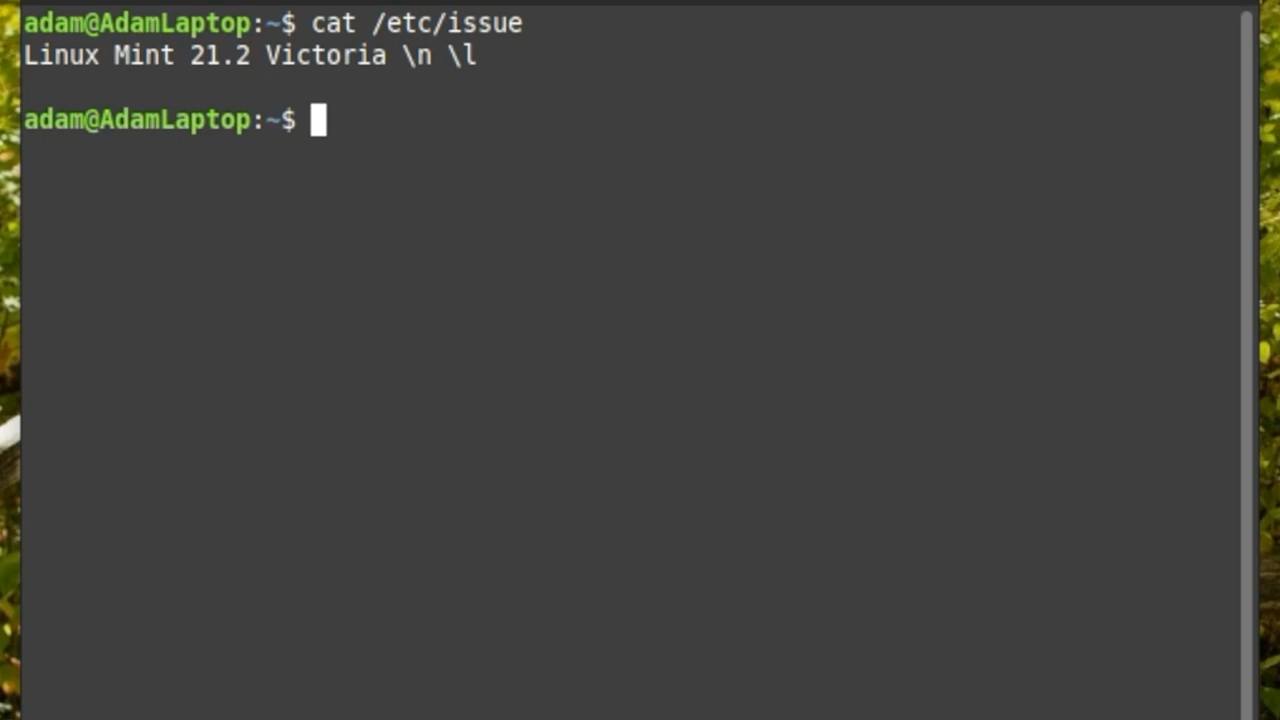 adam@AdamLaptop:~$ cat /etc/issue
Linux Mint 21.2 Victoria \n \l
adam@AdamLaptop:~$